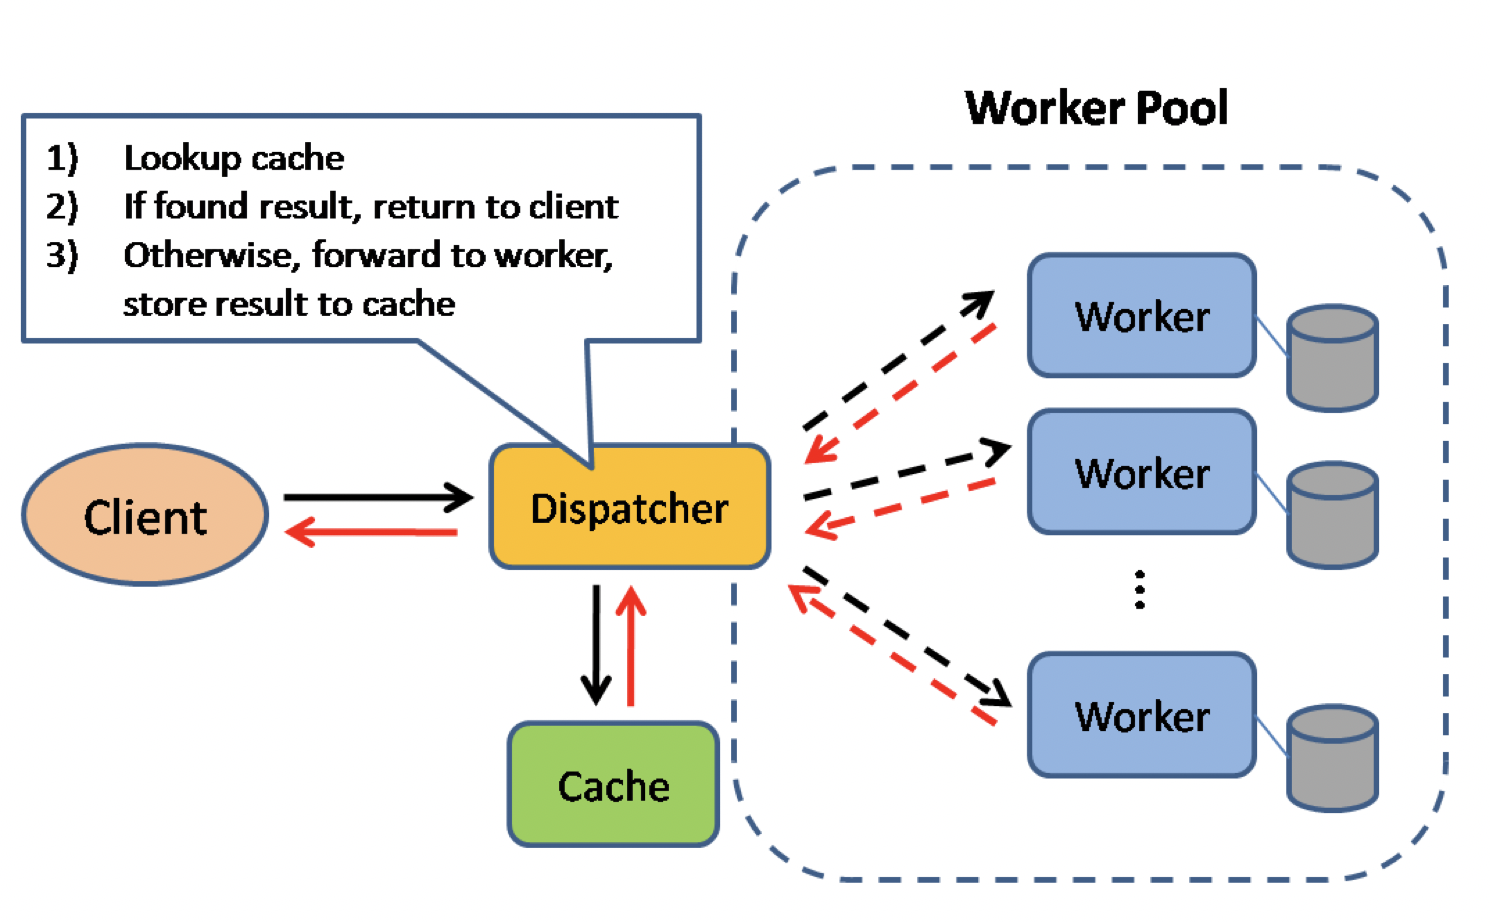 Worker Pool
1) Lookup cache
2) If found result, return to client
3) Otherwise, forward to worker,
store result to cache
Worker
Worker
Client
Dispatcher
Worker
Cache